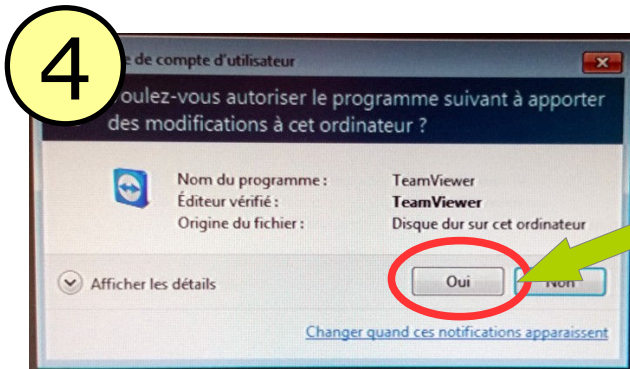 4
de compte d'utilisateur
oulez-vous autoriser le programme suivant à apporter
des modifications à cet ordinateur ?
Nom du programme : TeamViewer
Éditeur vérifié : TeamViewer
Origine du fichier : Disque dur sur cet ordinateur
Afficher les détails Oui Non
Changer quand ces notifications apparaissent